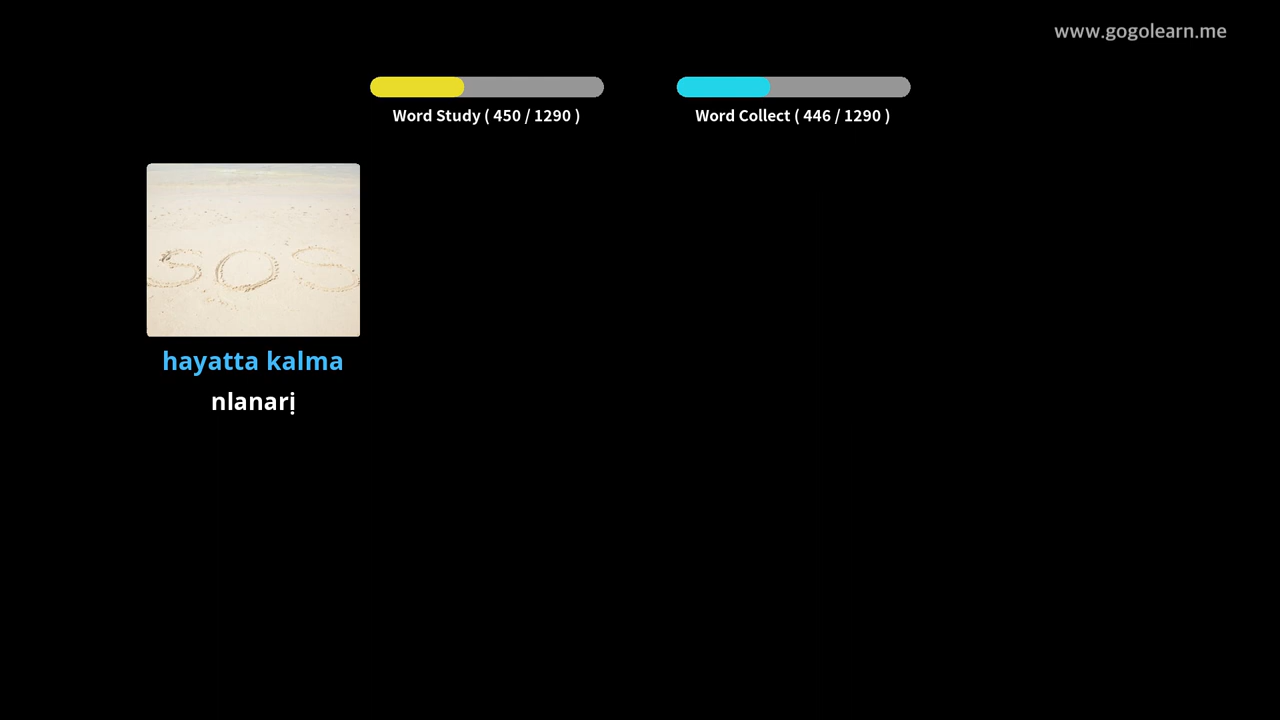 www.gogolearn.me
Word Study ( 450 / 1290 )
Word Collect ( 446 / 1290 )
SOS
hayatta kalma
nlanarị